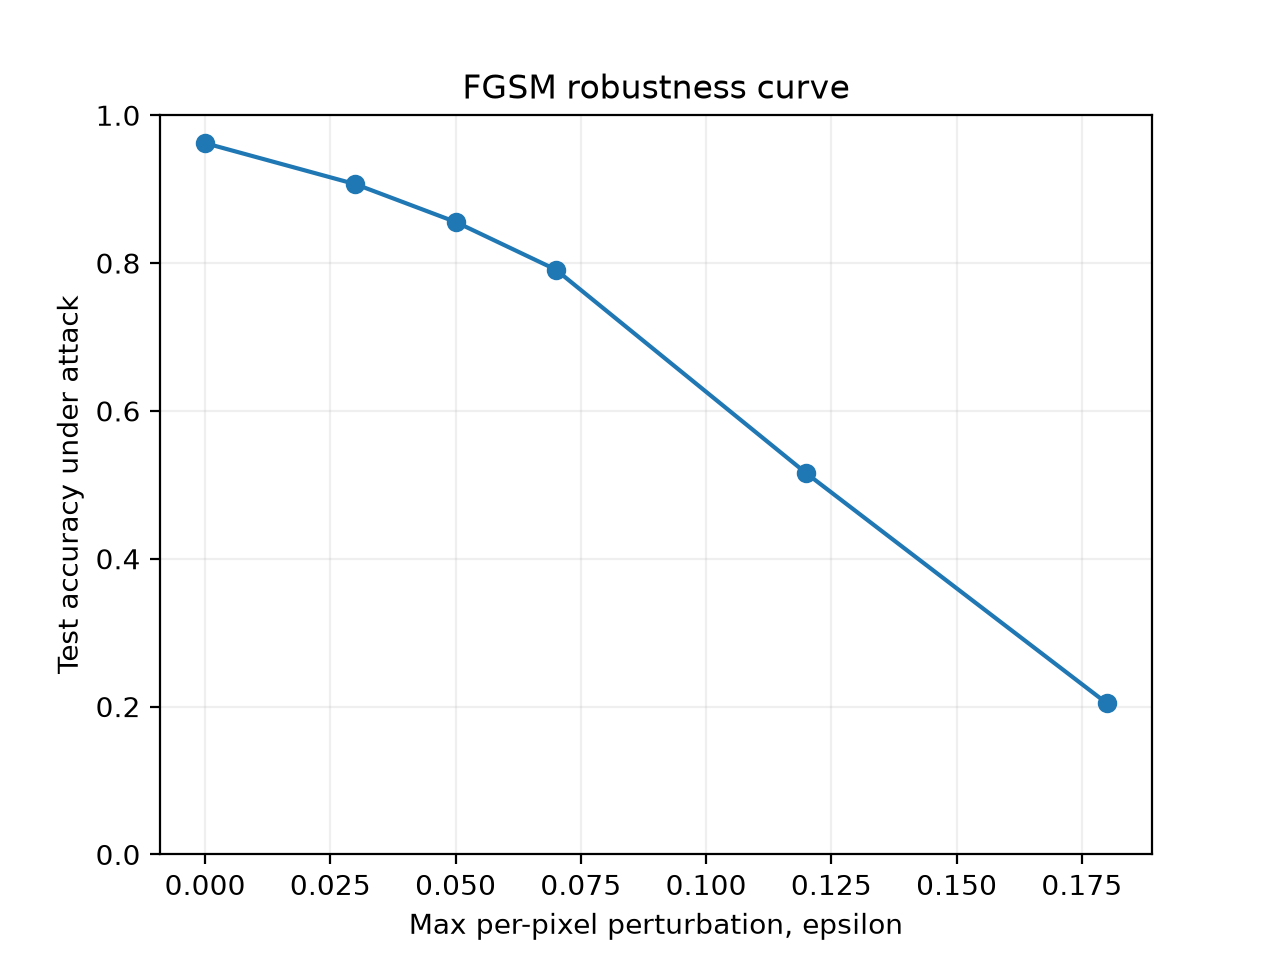 FGSM robustness curve
1.0
0.8
0.6
0.4
0.2
0.0
Test accuracy under attack
0.000 0.025 0.050 0.075 0.100 0.125 0.150 0.175
Max per-pixel perturbation, epsilon